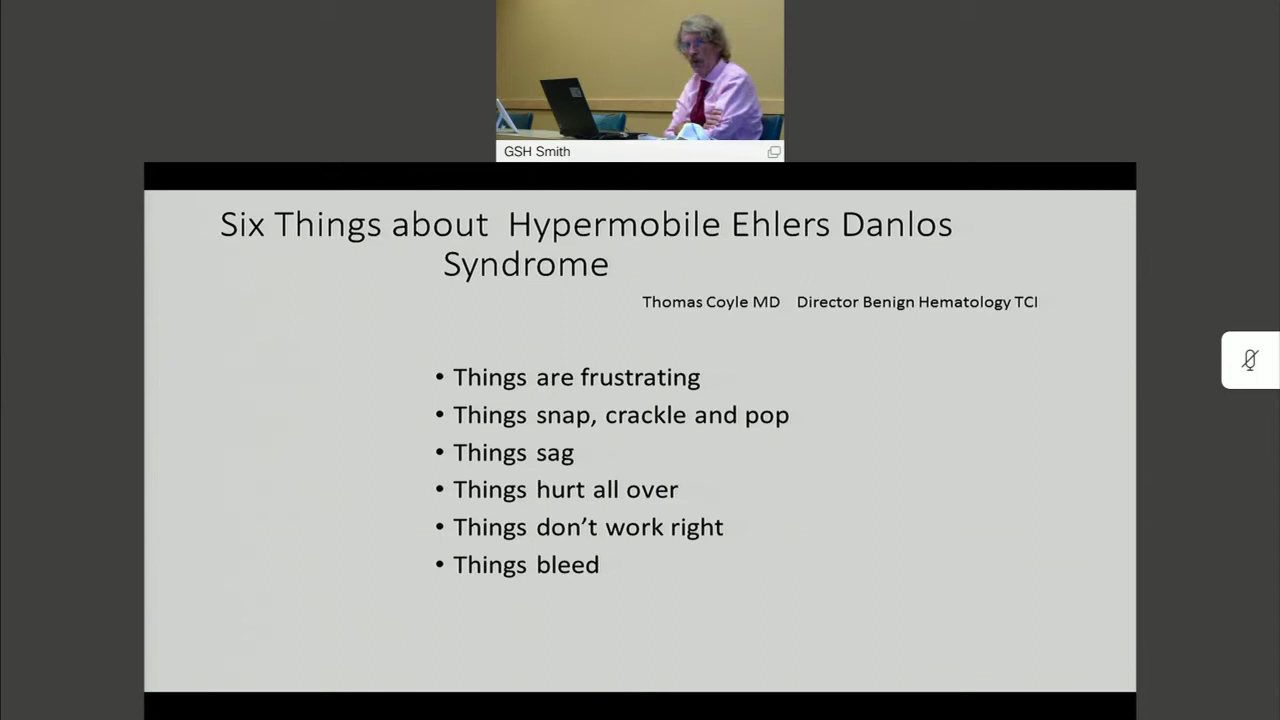 GSH Smith
Six Things about  Hypermobile Ehlers Danlos
Syndrome
Thomas Coyle MD    Director Benign Hematology TCI
• Things are frustrating
• Things snap, crackle and pop
• Things sag
• Things hurt all over
• Things don’t work right
• Things bleed